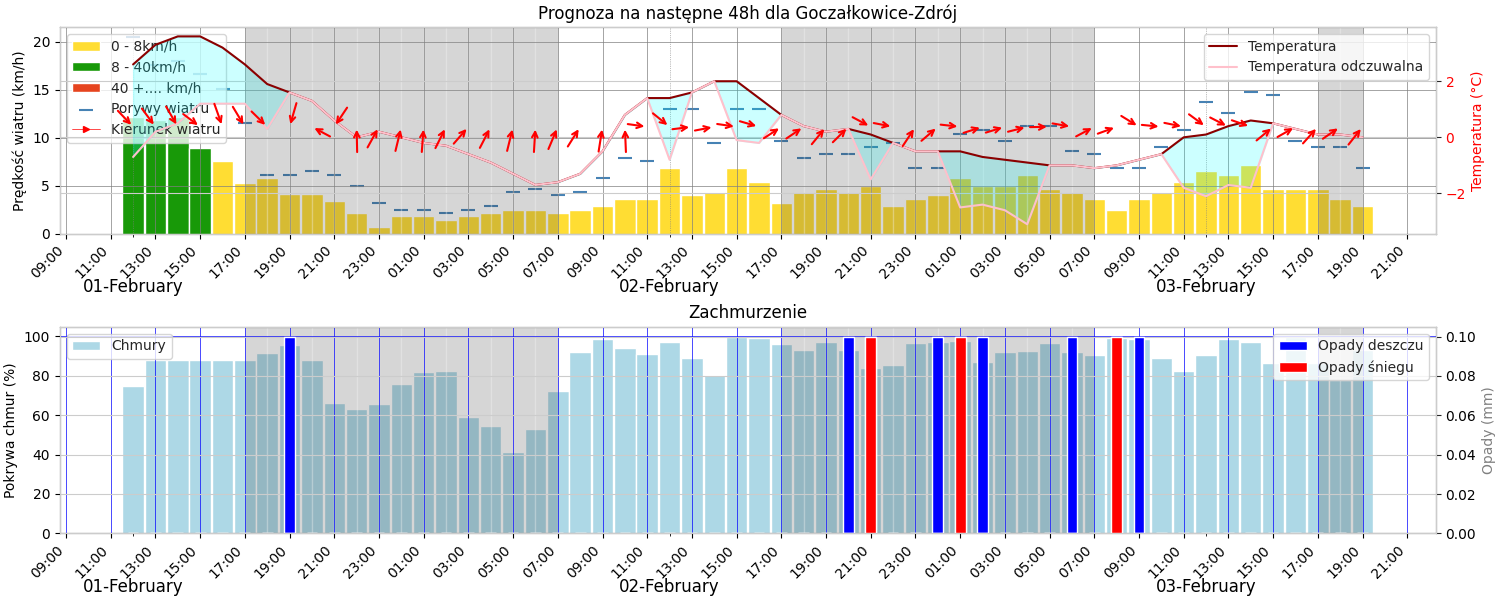 Prognoza na następne 48h dla Goczałkowice-Zdrój
Prędkość wiatru (km/h)
20
15
10
5
0
0 - 8km/h
8 - 40km/h
40 +.... km/h
Porywy wiatru
Kierunek wiatru
Temperatura
Temperatura odczuwalna
2
0
−2
Temperatura (°C)
09:00 11:00 13:00 15:00 17:00 19:00 21:00 23:00 01:00 03:00 05:00 07:00 09:00 11:00 13:00 15:00 17:00 19:00 21:00 23:00 01:00 03:00 05:00 07:00 09:00 11:00 13:00 15:00 17:00 19:00 21:00
01-February 02-February 03-February
Zachmurzenie
Pokrywa chmur (%)
100
80
60
40
20
0
Chmury
Opady deszczu
Opady śniegu
0.10
0.08
0.06
0.04
0.02
0.00
Opady (mm)
09:00 11:00 13:00 15:00 17:00 19:00 21:00 23:00 01:00 03:00 05:00 07:00 09:00 11:00 13:00 15:00 17:00 19:00 21:00 23:00 01:00 03:00 05:00 07:00 09:00 11:00 13:00 15:00 17:00 19:00 21:00
01-February 02-February 03-February